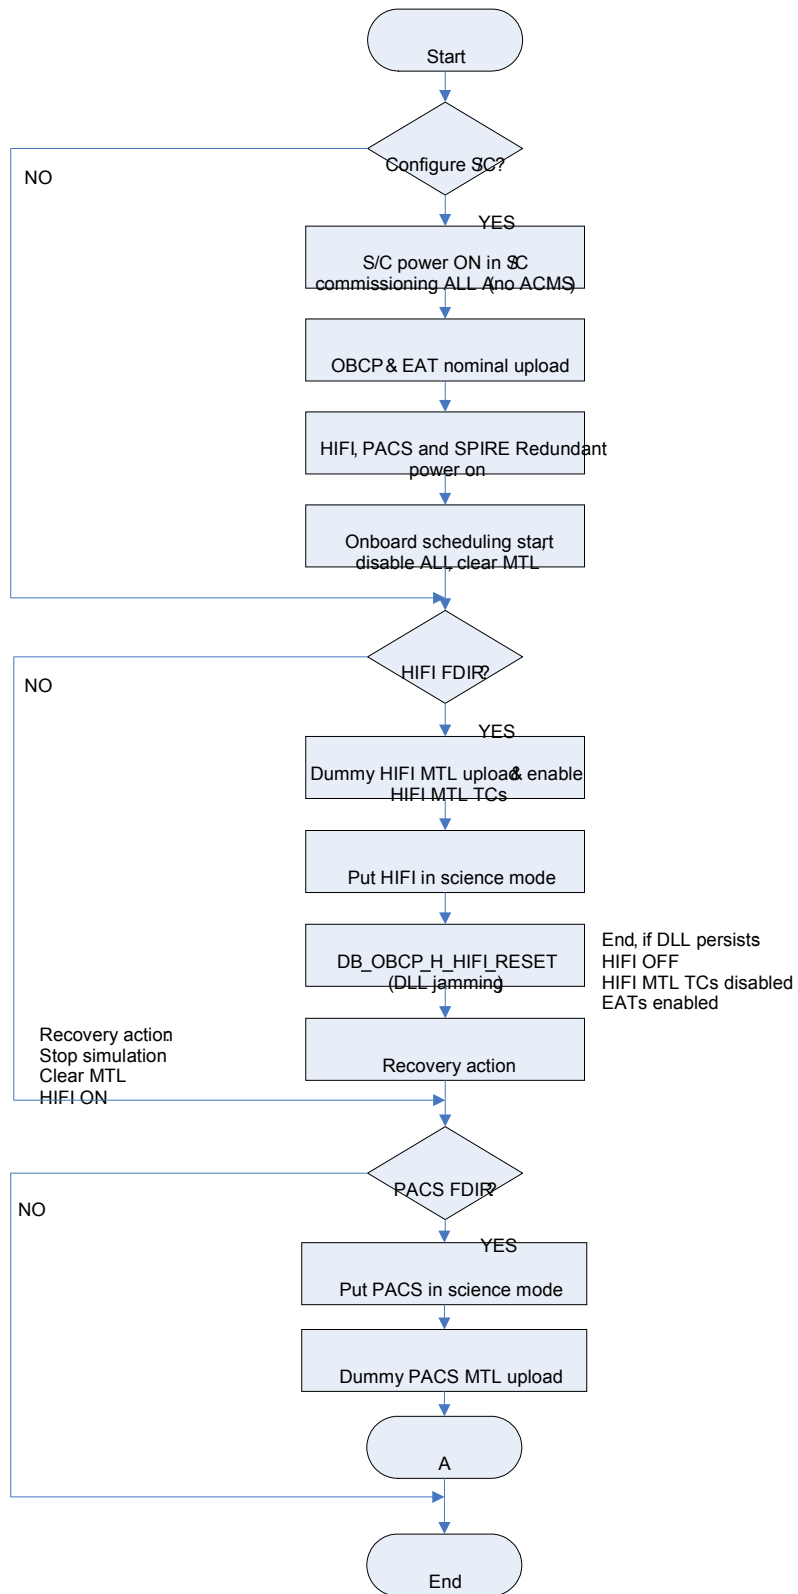 Start
Configure S/C?
NO
YES
S/C power ON in S/C
commissioning ALL A (no ACMS)
OBCP & EAT nominal upload
HIFI, PACS and SPIRE Redundant
power on
Onboard scheduling start,
disable ALL, clear MTL
HIFI FDIR?
NO
YES
Dummy HIFI MTL upload & enable
HIFI MTL TCs
Put HIFI in science mode
DB_OBCP_H_HIFI_RESET
(DLL jamming)
End, if DLL persists
HIFI OFF
HIFI MTL TCs disabled
EATs enabled
Recovery action:
Stop simulation
Clear MTL
HIFI ON
Recovery action
PACS FDIR?
NO
YES
Put PACS in science mode
Dummy PACS MTL upload
A
End